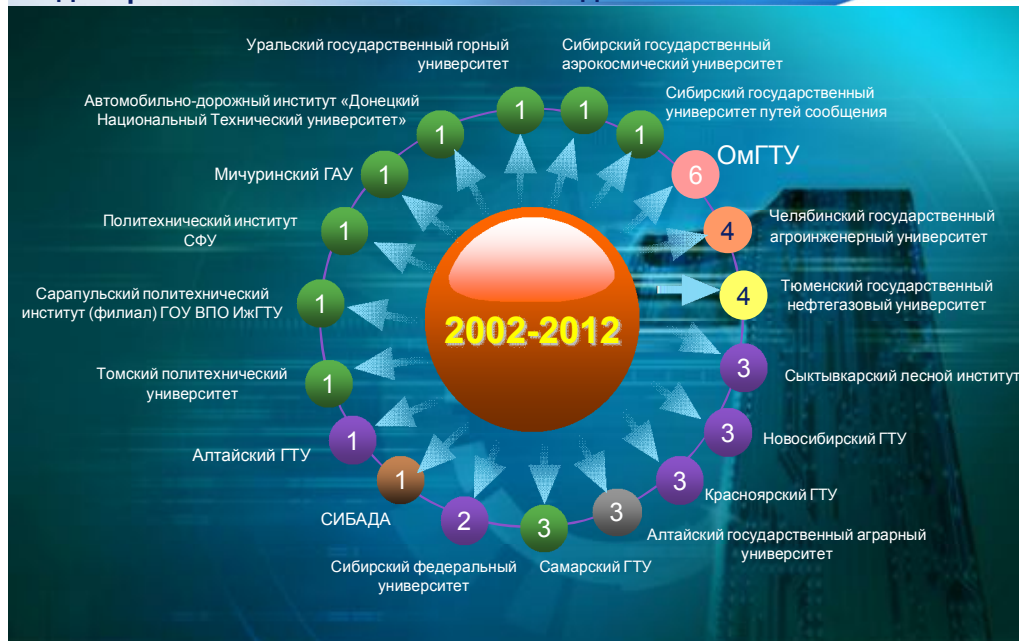 Уральский государственный горный
университет
1
Сибирский государственный
аэрокосмический университет
1
Сибирский государственный
университет путей сообщения
1
ОмГТУ
6
Челябинский государственный
агроинженерный университет
4
Тюменский государственный
нефтегазовый университет
4
Сыктывкарский лесной институт
3
Новосибирский ГТУ
3
Красноярский ГТУ
3
Алтайский государственный аграрный
университет
3
Самарский ГТУ
3
Сибирский федеральный
университет
2
СИБАДА
1
Алтайский ГТУ
1
Томский политехнический
университет
1
Сарапульский политехнический
институт (филиал) ГОУ ВПО ИжГТУ
1
Политехнический институт
СФУ
1
Мичуринский ГАУ
1
Автомобильно-дорожный институт «Донецкий
Национальный Технический университет»
1
2002-2012